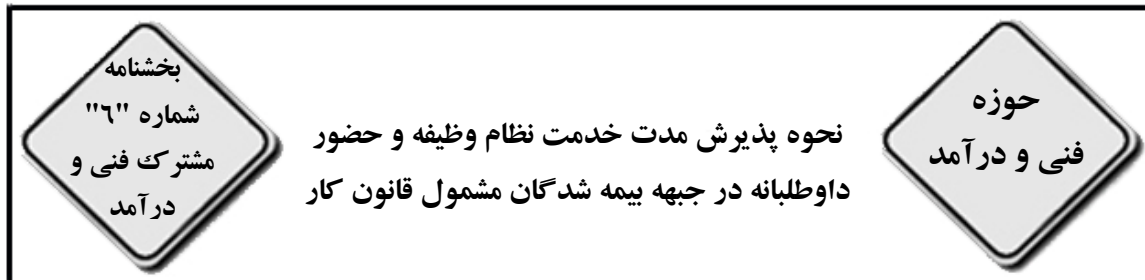 حوزه
فنی و درآمد
نحوه پذیرش مدت خدمت نظام وظیفه و حضور
داوطلبانه در جبهه بیمه شدگان مشمول قانون کار
بخشنامه
شماره "٦"
مشترک فنی و
درآمد